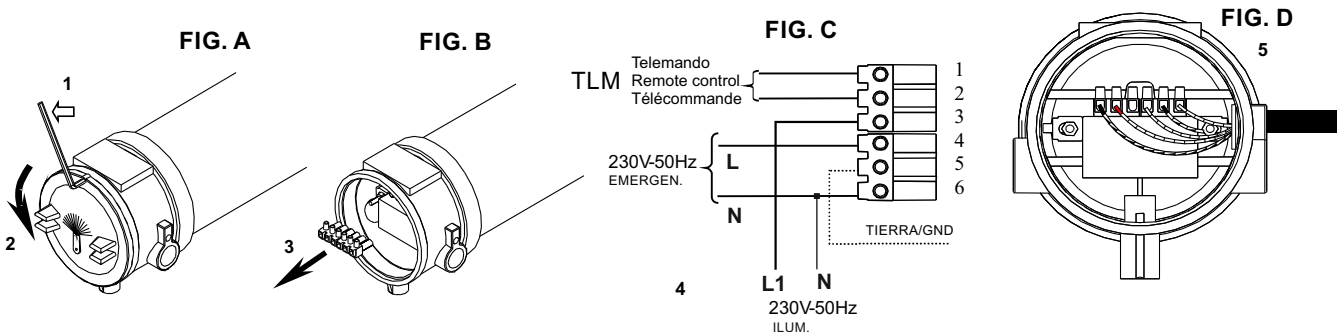 FIG. A
1
2
FIG. B
3
FIG. C
TLM
Telemando
Remote control
Télécommande
1
2
3
4
5
6
230V-50Hz
EMERGEN.
L
N
TIERRA/GND
4
L1
N
230V-50Hz
ILUM.
FIG. D
5